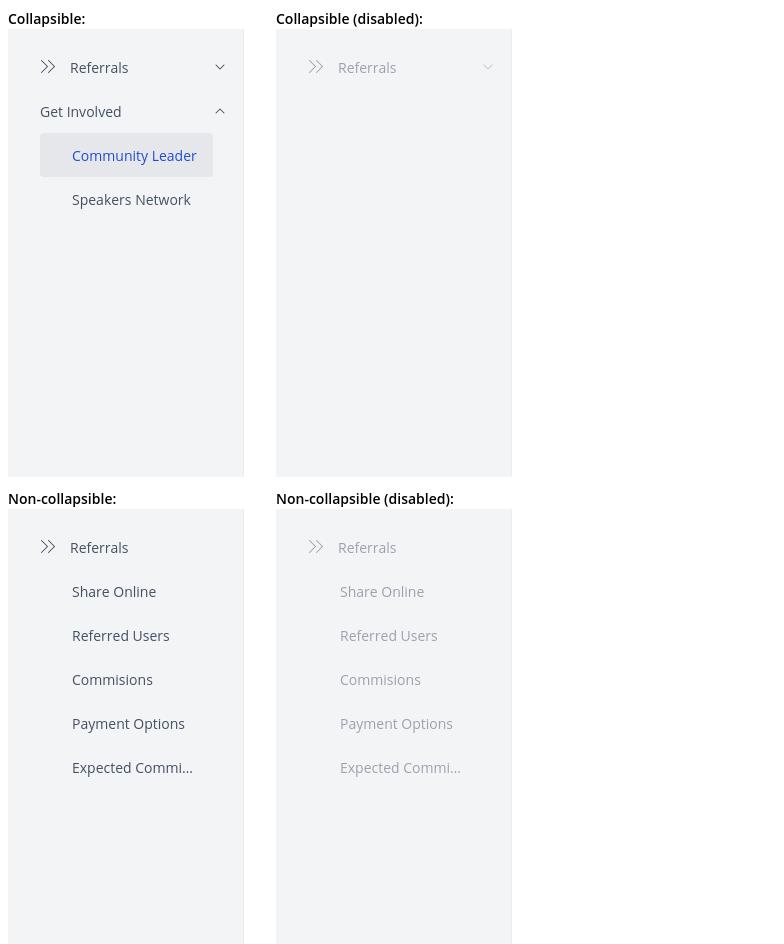 Collapsible:
Referrals
Get Involved
Community Leader
Speakers Network
Collapsible (disabled):
Referrals
Non-collapsible:
Referrals
Share Online
Referred Users
Commisions
Payment Options
Expected Commi...
Non-collapsible (disabled):
Referrals
Share Online
Referred Users
Commisions
Payment Options
Expected Commi...